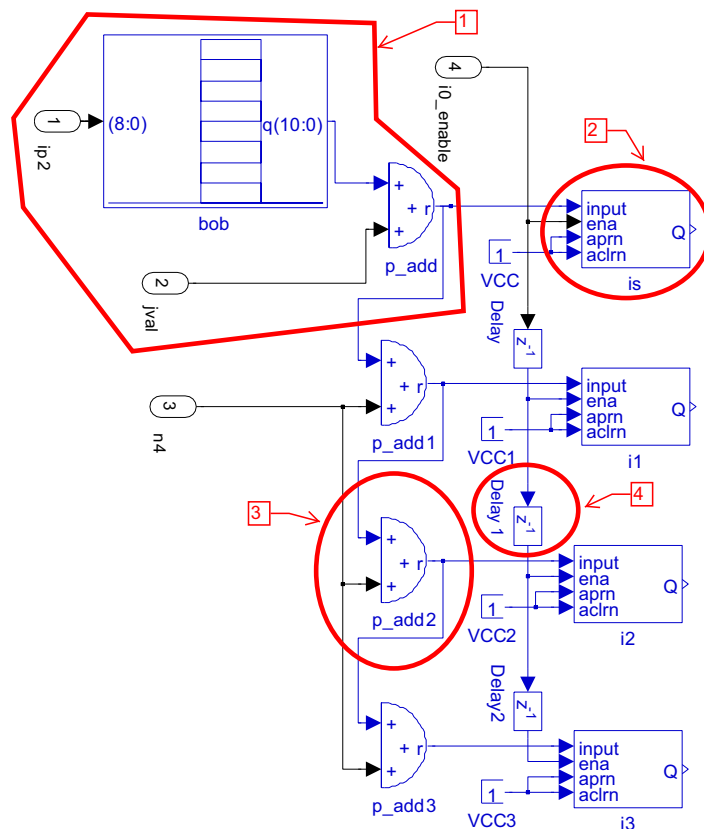 1
4
i0_enable
2
1
ip2
(8:0)
q(10:0)
bob
+
+
+ r
p_add
2
jval
input
ena
aprn
aclrn
Q
is
1
VCC
Delay
z-1
3
n4
+
+
+ r
p_add1
input
ena
aprn
aclrn
Q
i1
1
VCC1
Delay 1
z-1
3
4
+
+
+ r
p_add2
input
ena
aprn
aclrn
Q
i2
1
VCC2
Delay2
z-1
+
+
+ r
p_add3
input
ena
aprn
aclrn
Q
i3
1
VCC3